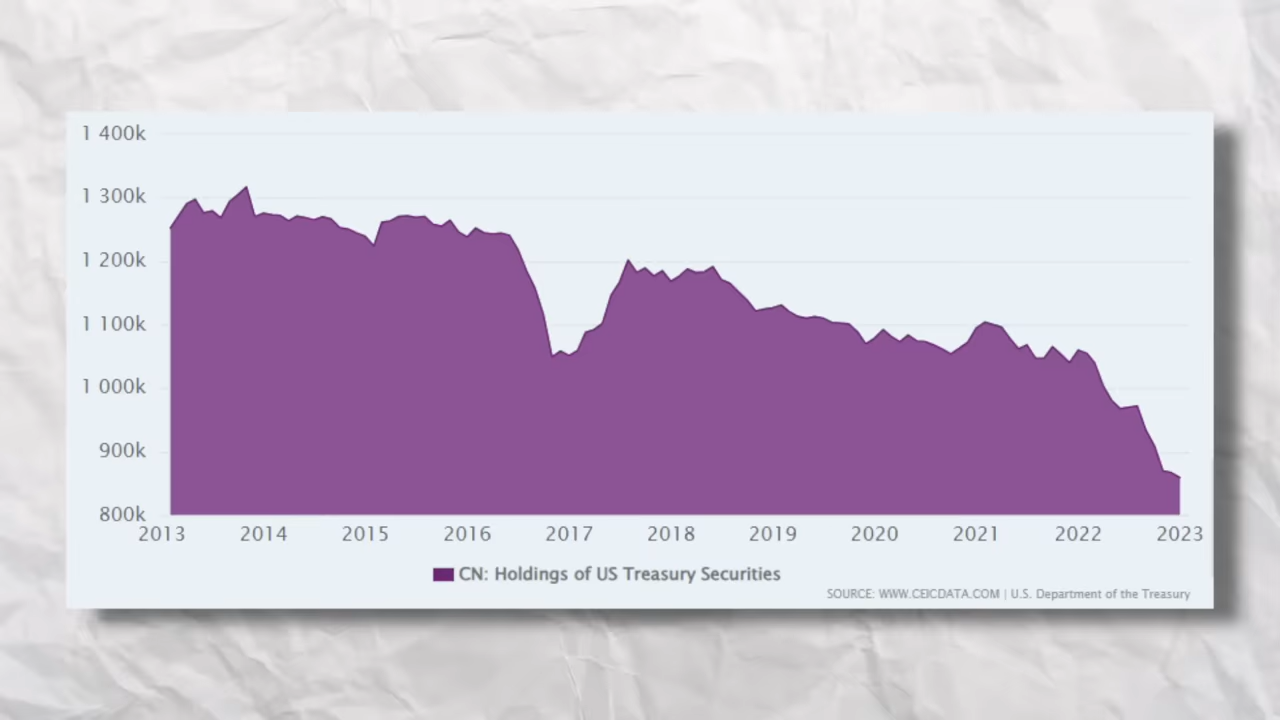 1 400k
1 300k
1 200k
1 100k
1 000k
900k
800k
2013 2014 2015 2016 2017 2018 2019 2020 2021 2022 2023
CN: Holdings of US Treasury Securities
SOURCE: WWW.CEICDATA.COM | U.S. Department of the Treasury